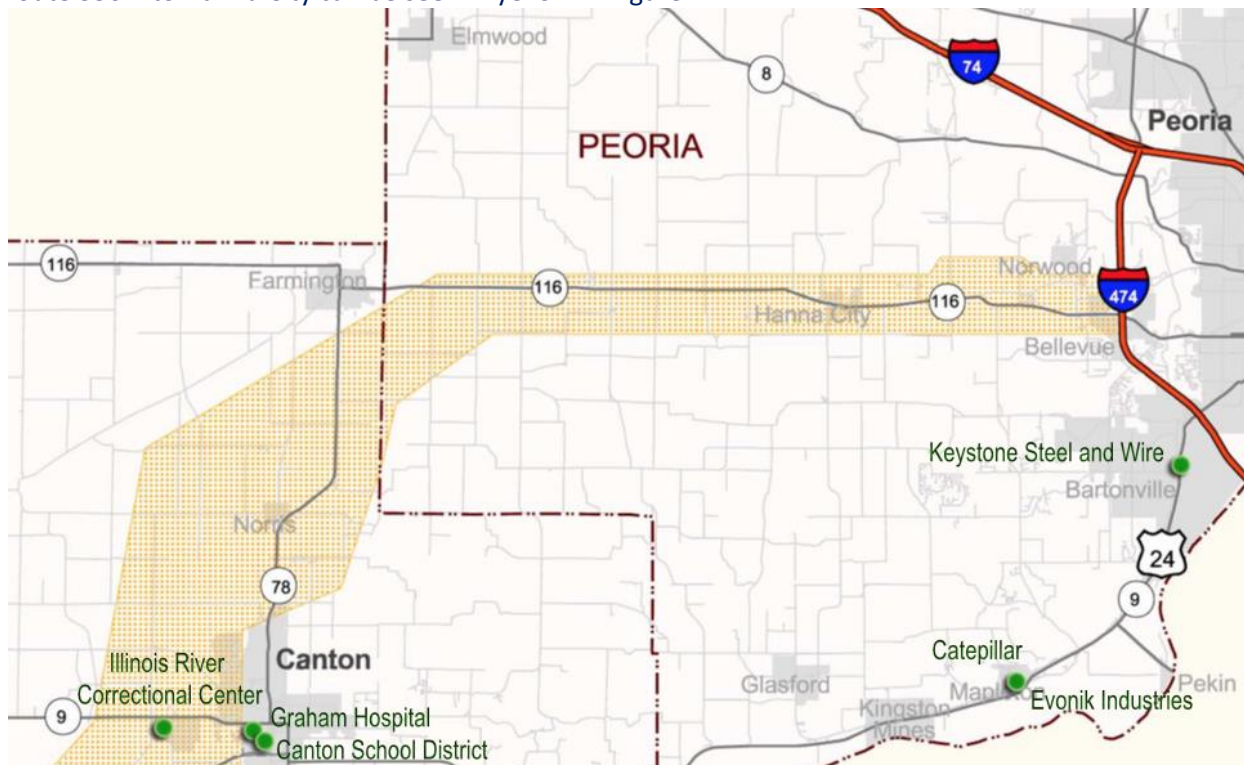 Elmwood
74
8
Peoria
PEORIA
116
Farmington
Norwood
116
474
Hanna City
116
Bellevue
Keystone Steel and Wire
Bartonville
Norris
24
78
9
Illinois River
Correctional Center
Canton
Catepillar
Glasford
Mapleton
Pekin
Evonik Industries
9
Graham Hospital
Kingston
Mines
Canton School District